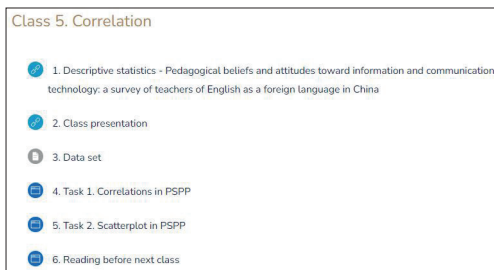 Class 5. Correlation
1. Descriptive statistics - Pedagogical beliefs and attitudes toward information and communication
technology: a survey of teachers of English as a foreign language in China
2. Class presentation
3. Data set
4. Task 1. Correlations in PSPP
5. Task 2. Scatterplot in PSPP
6. Reading before next class